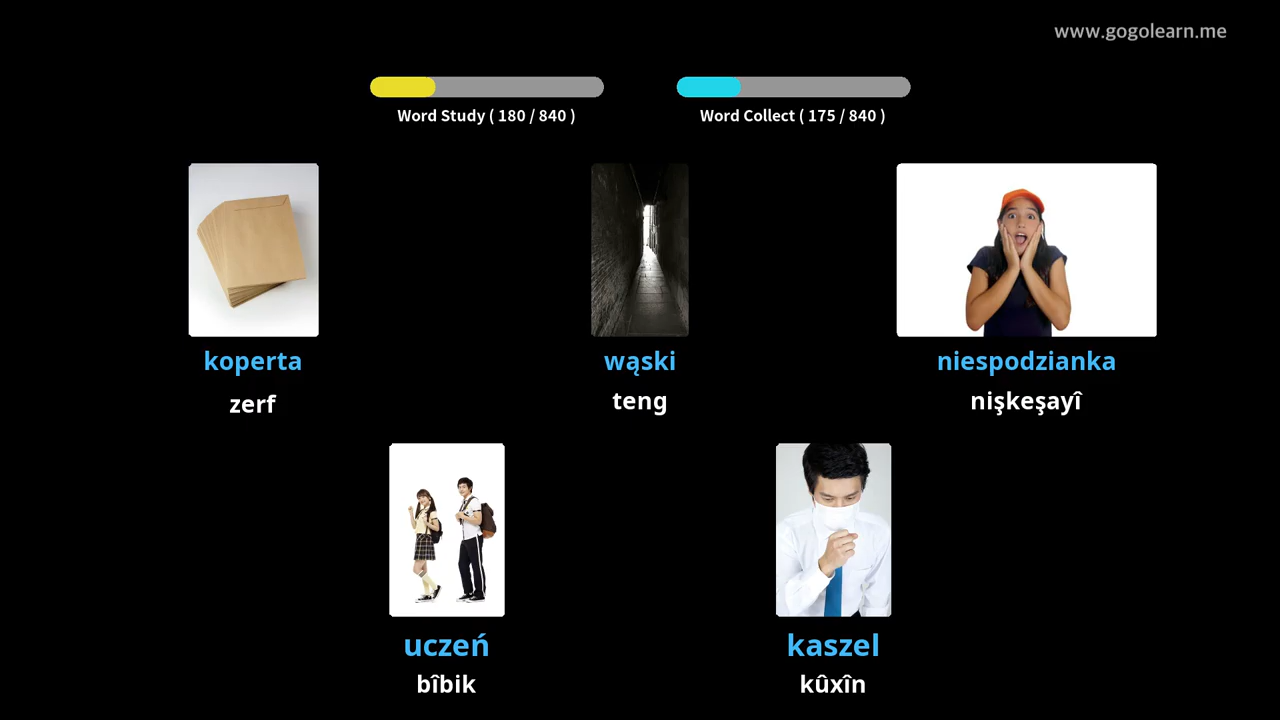 www.gogolearn.me
Word Study ( 180 / 840 )
Word Collect ( 175 / 840 )
koperta
zerf
wąski
teng
niespodzianka
nişkeşayî
uczeń
bîbik
kaszel
kûxîn